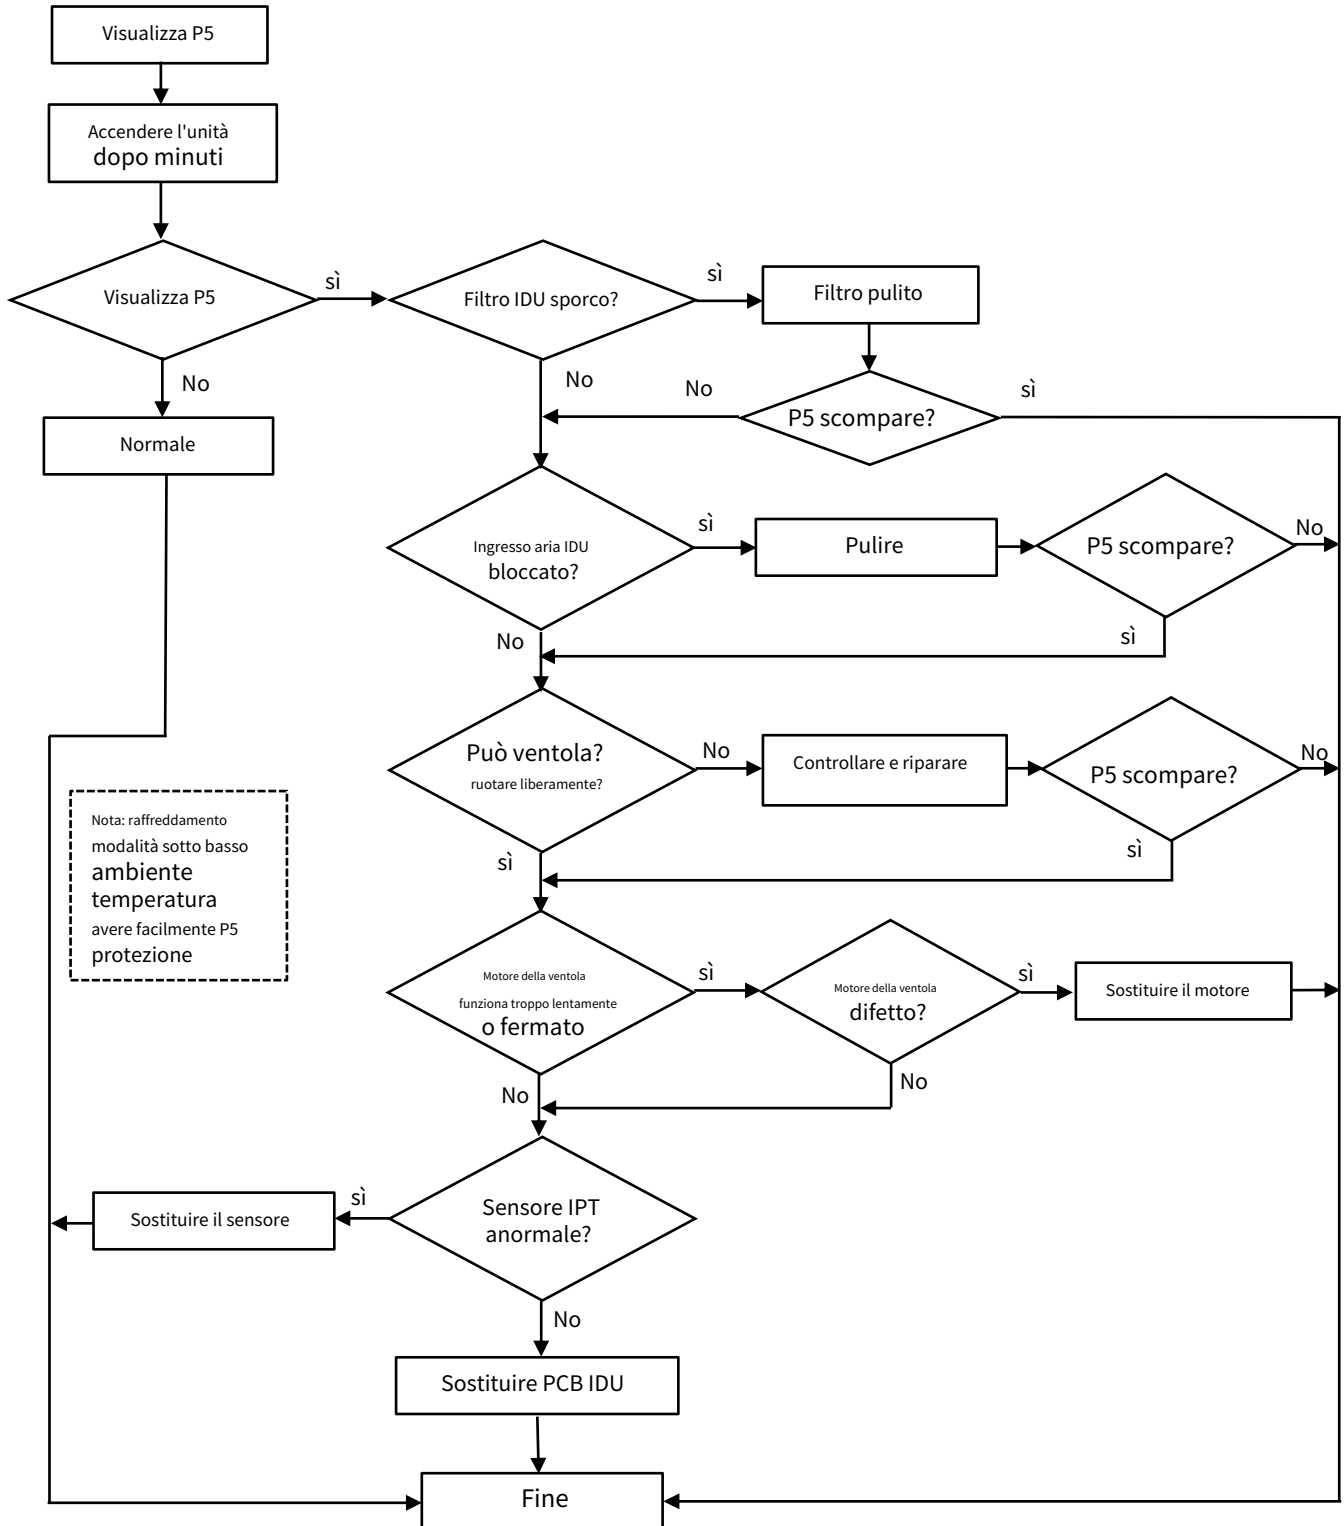 Visualizza P5
Accendere l'unità
dopo minuti
Visualizza P5
sì
Filtro IDU sporco?
sì
Filtro pulito
No
Normale
No
No
P5 scompare?
sì
Ingresso aria IDU
bloccato?
sì
Pulire
P5 scompare?
No
No
sì
Può ventola?
ruotare liberamente?
No
Controllare e riparare
P5 scompare?
No
sì
sì
Nota: raffreddamento
modalità sotto basso
ambiente
temperatura
avere facilmente P5
protezione
Motore della ventola
funziona troppo lentamente
o fermato
sì
Motore della ventola
difetto?
sì
Sostituire il motore
No
No
Sensore IPT
anormale?
sì
Sostituire il sensore
No
Sostituire PCB IDU
Fine